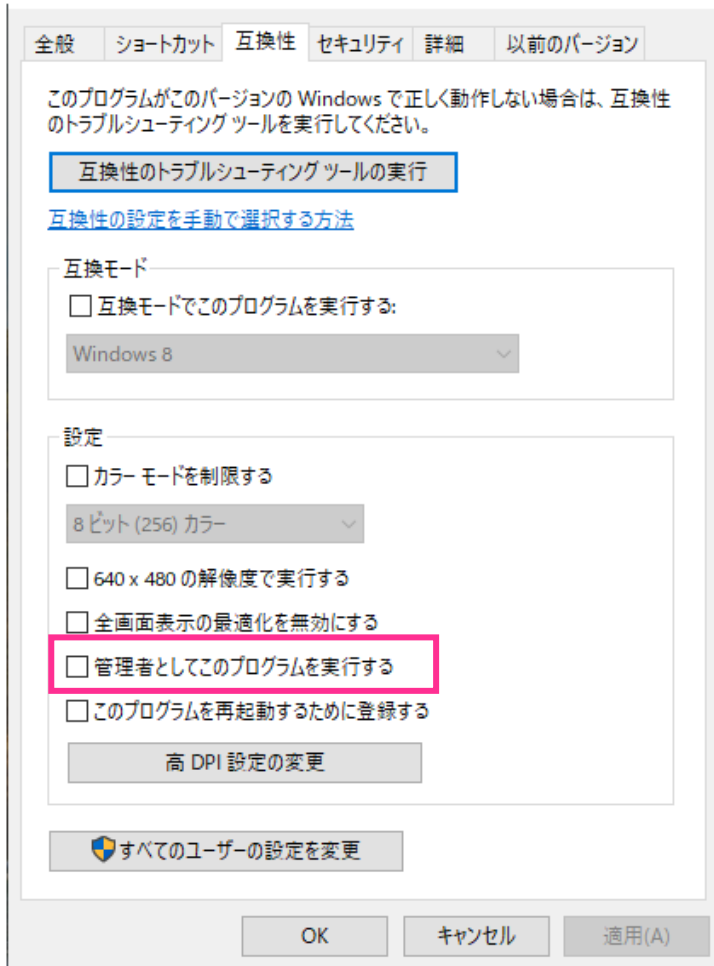 全般 ショートカット 互換性 セキュリティ 詳細 以前のバージョン
このプログラムがこのバージョンの Windows で正しく動作しない場合は、互換性
のトラブルシューティング ツールを実行してください。
互換性のトラブルシューティング ツールの実行
互換性の設定を手動で選択する方法
互換モード
互換モードでこのプログラムを実行する:
Windows 8
設定
カラー モードを制限する
8 ビット (256) カラー
640 x 480 の解像度で実行する
全画面表示の最適化を無効にする
管理者としてこのプログラムを実行する
このプログラムを再起動するために登録する
高 DPI 設定の変更
すべてのユーザーの設定を変更
OK キャンセル 適用(A)